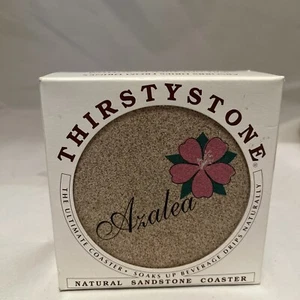 THIRSTYSTONE®
Azalea
THE ULTIMATE COASTER • SOAKS UP BEVERAGE DRIPS NATURALLY
NATURAL SANDSTONE COASTER